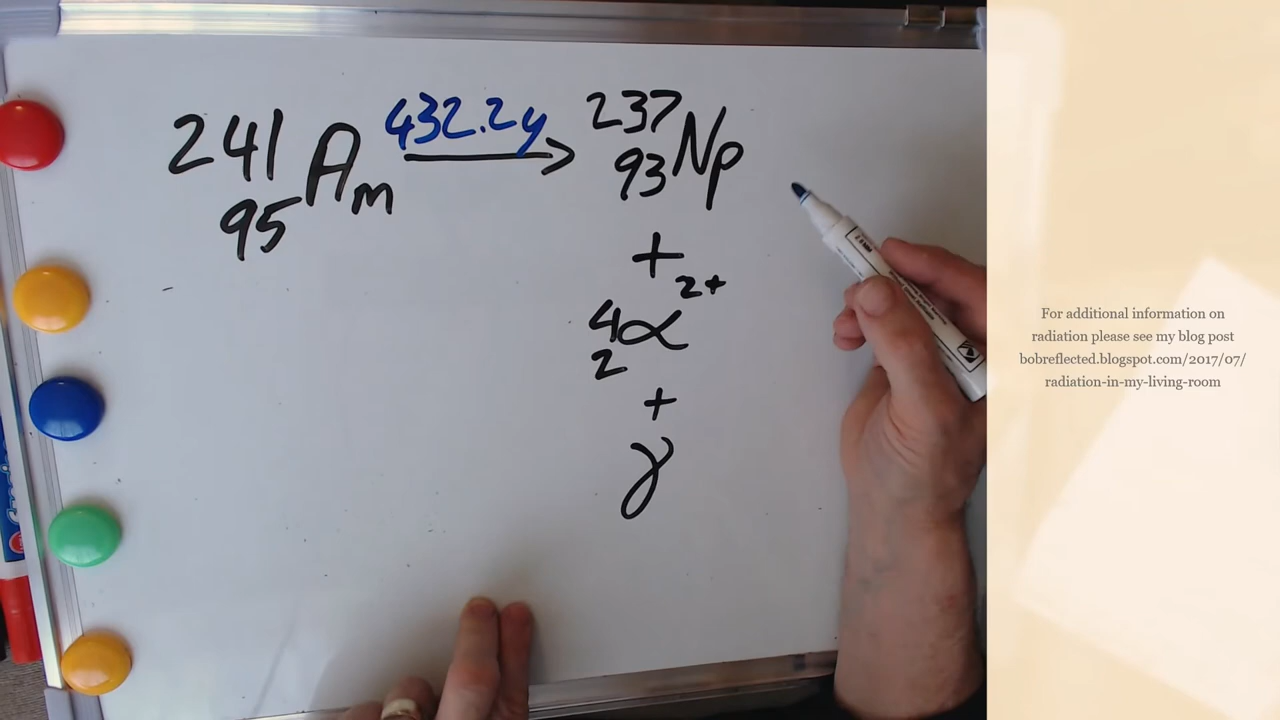 241 Am 432.2y → 237 Np
95 93
+
4 α 2+
2
+
γ
For additional information on
radiation please see my blog post
bobreflected.blogspot.com/2017/07/
radiation-in-my-living-room